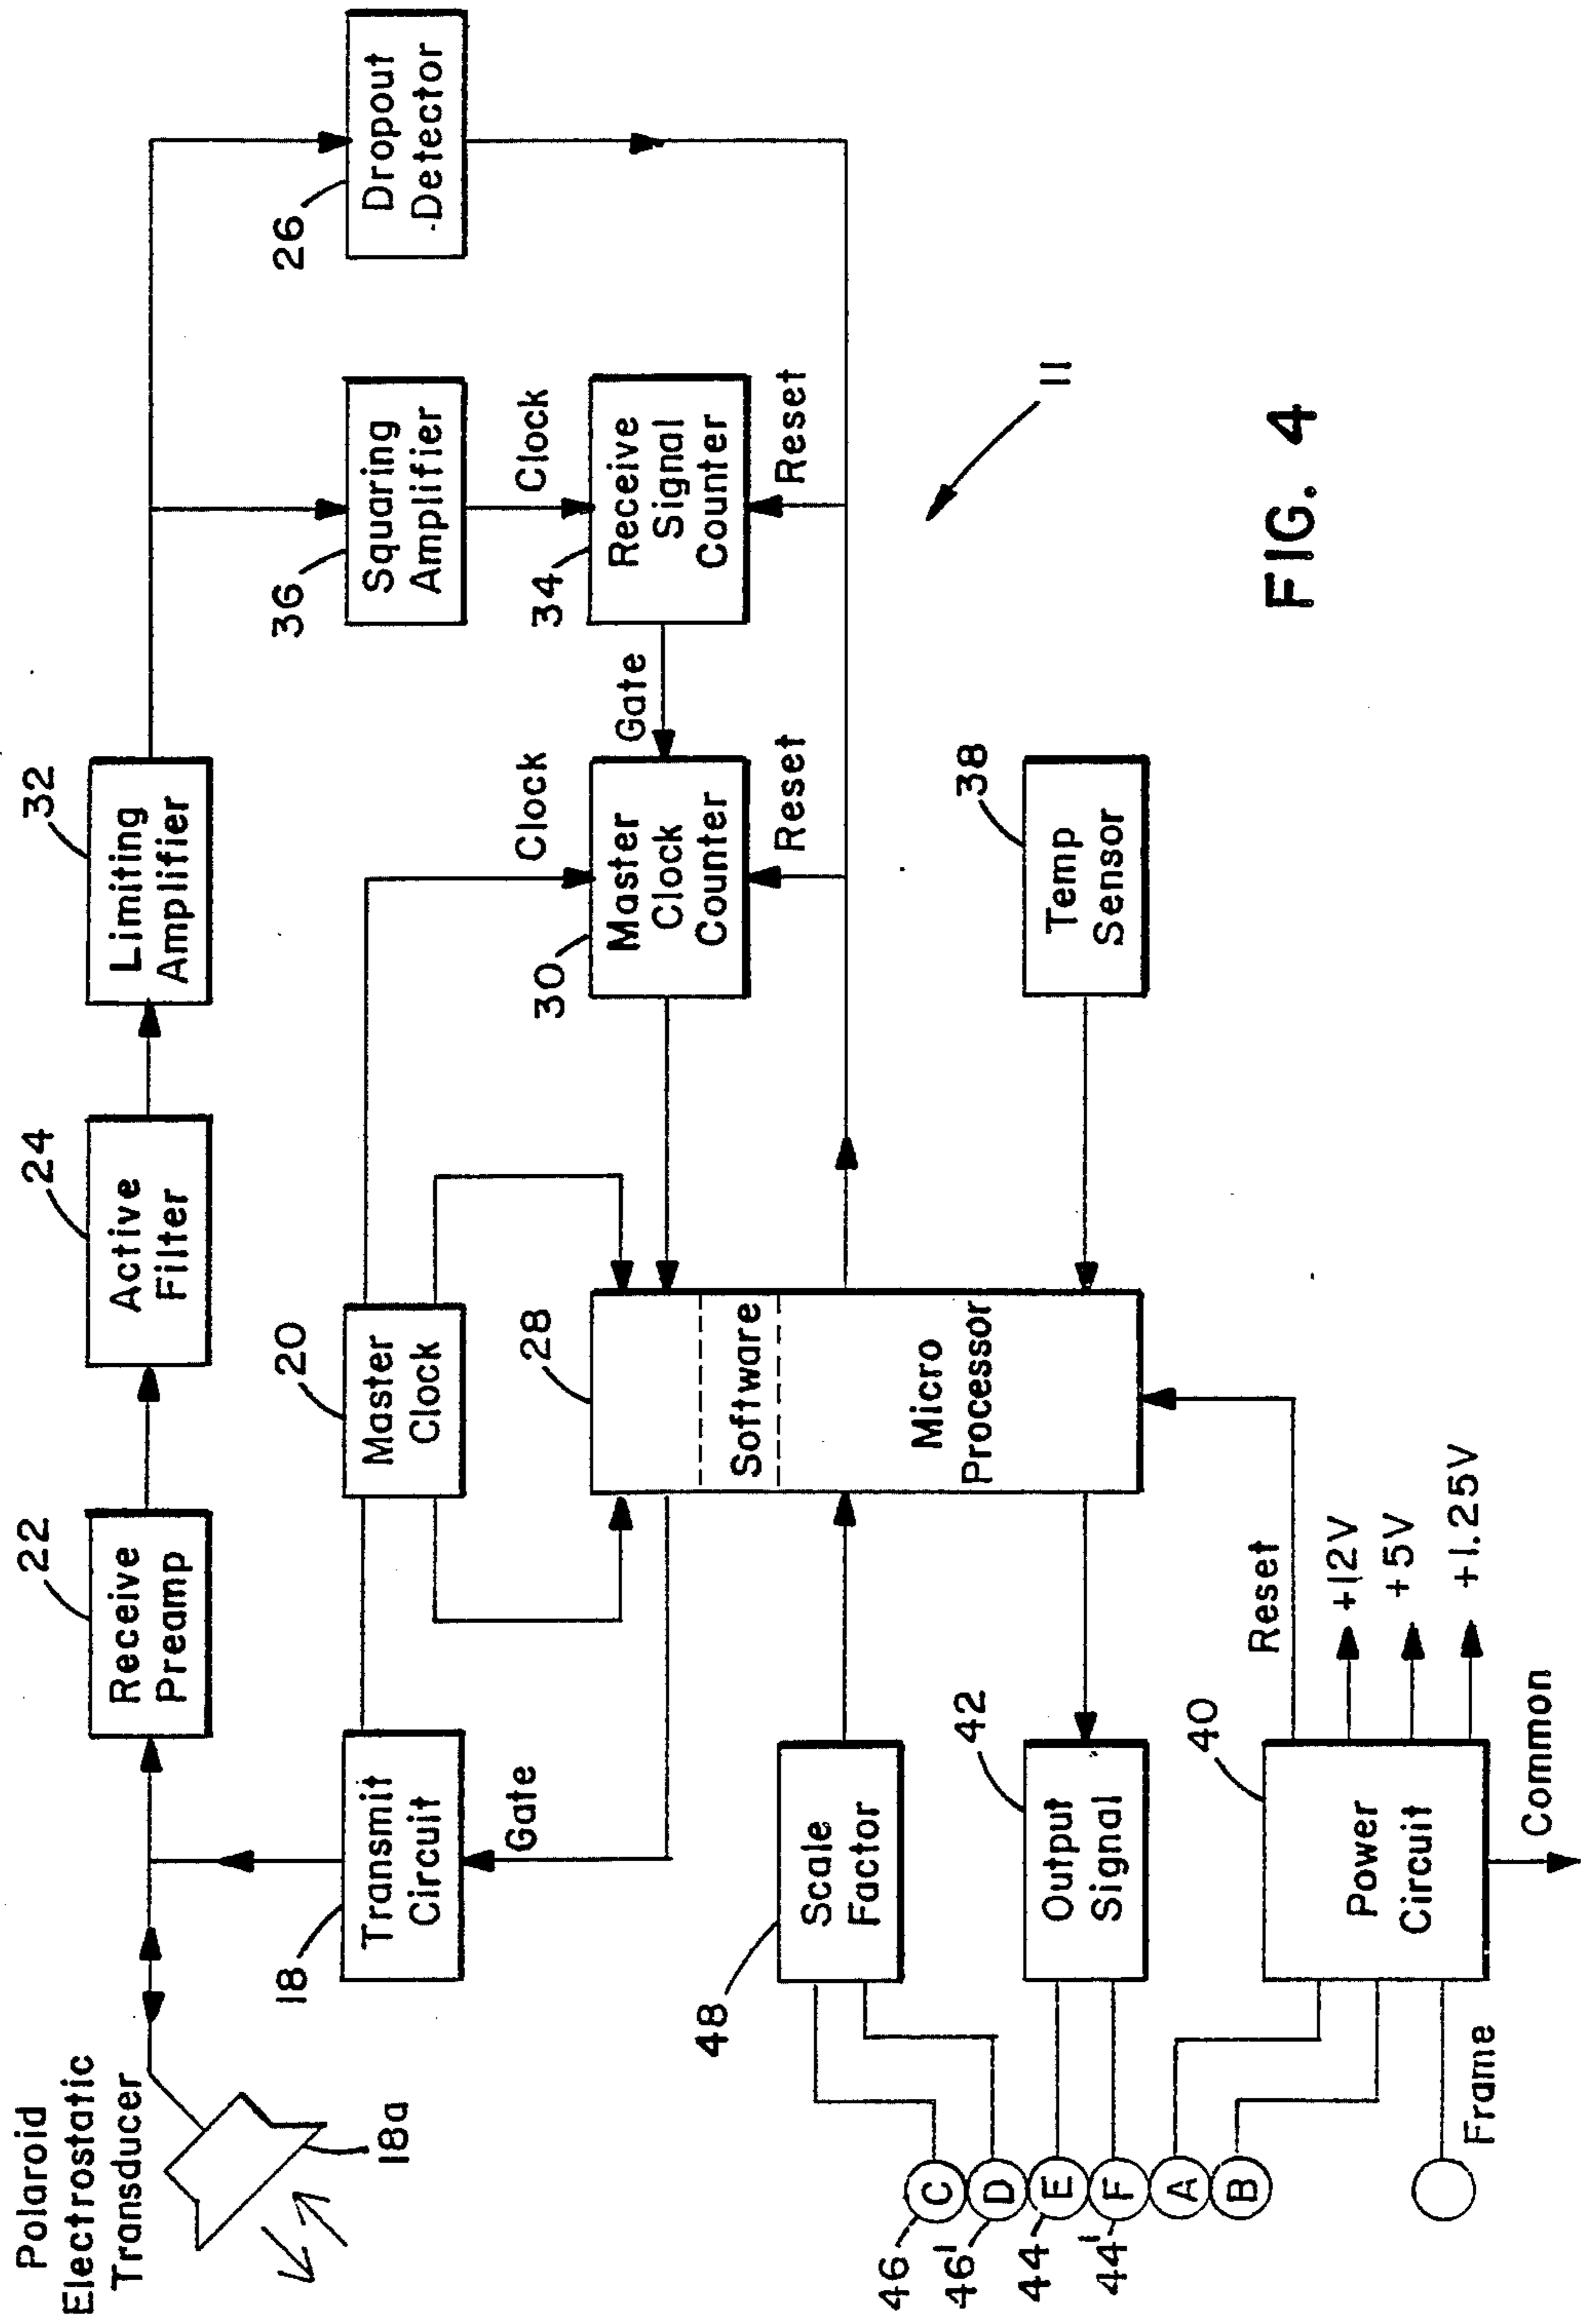 Polaroid
Electrostatic
Transducer
18a
22
Receive
Preamp
24
Active
Filter
32
Limiting
Amplifier
18
Transmit
Circuit
Gate
20
Master
Clock
36
Squaring
Amplifier
26
Dropout
Detector
Clock
Clock
28
Software
Micro
Processor
30
Master
Clock
Counter
Gate
34
Receive
Signal
Counter
Reset
Reset
48
Scale
Factor
42
Output
Signal
38
Temp
Sensor
11
40
Power
Circuit
Reset
+12V
+5V
+1.25V
Common
46
C
46'
D
44
E
44'
F
A
B
Frame
FIG. 4